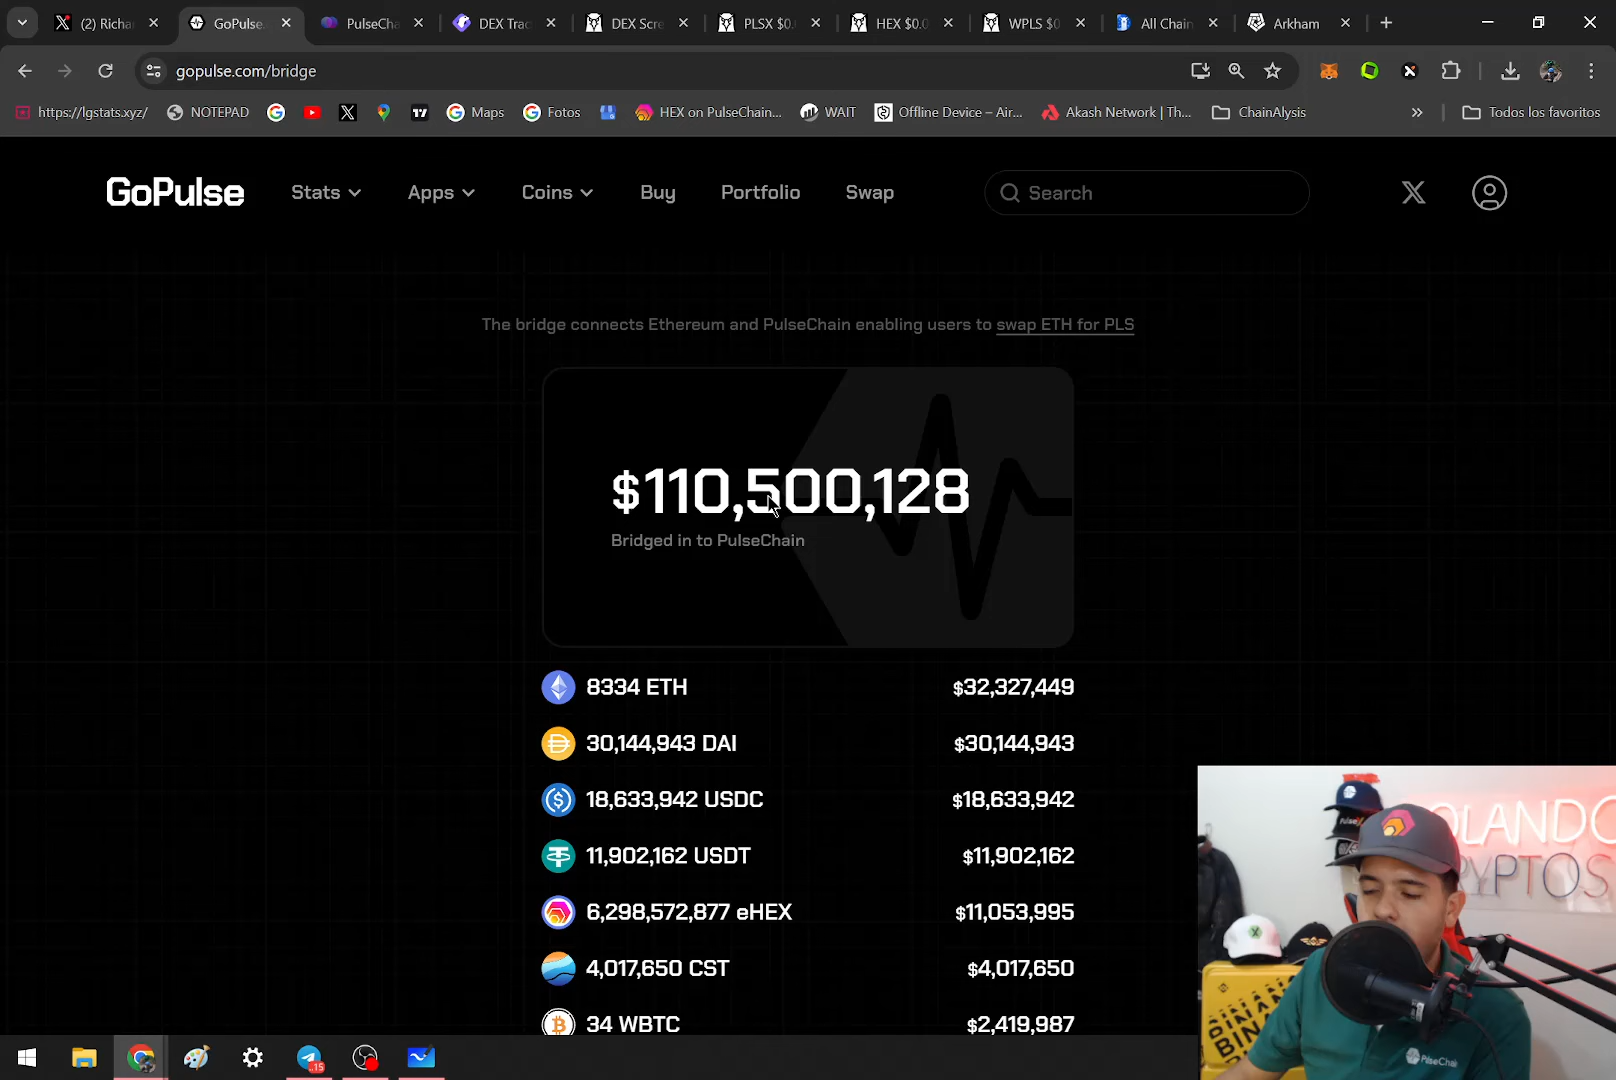 (2) Richa
GoPulse.
PulseCha
DEX Trac
DEX Scre
PLSX $0.
HEX $0.0
WPLS $0
All Chain
Arkham
gopulse.com/bridge
https://lgstats.xyz/
NOTEPAD
Maps
Fotos
HEX on PulseChain...
WAIT
Offline Device – Air...
Akash Network | Th...
ChainAlysis
»
Todos los favoritos
GoPulse
Stats
Apps
Coins
Buy
Portfolio
Swap
Search
The bridge connects Ethereum and PulseChain enabling users to swap ETH for PLS
$110,500,128
Bridged in to PulseChain
8334 ETH $32,327,449
30,144,943 DAI $30,144,943
18,633,942 USDC $18,633,942
11,902,162 USDT $11,902,162
6,298,572,877 eHEX $11,053,995
4,017,650 CST $4,017,650
34 WBTC $2,419,987
OLANDO
RYPTOS
PulseChain